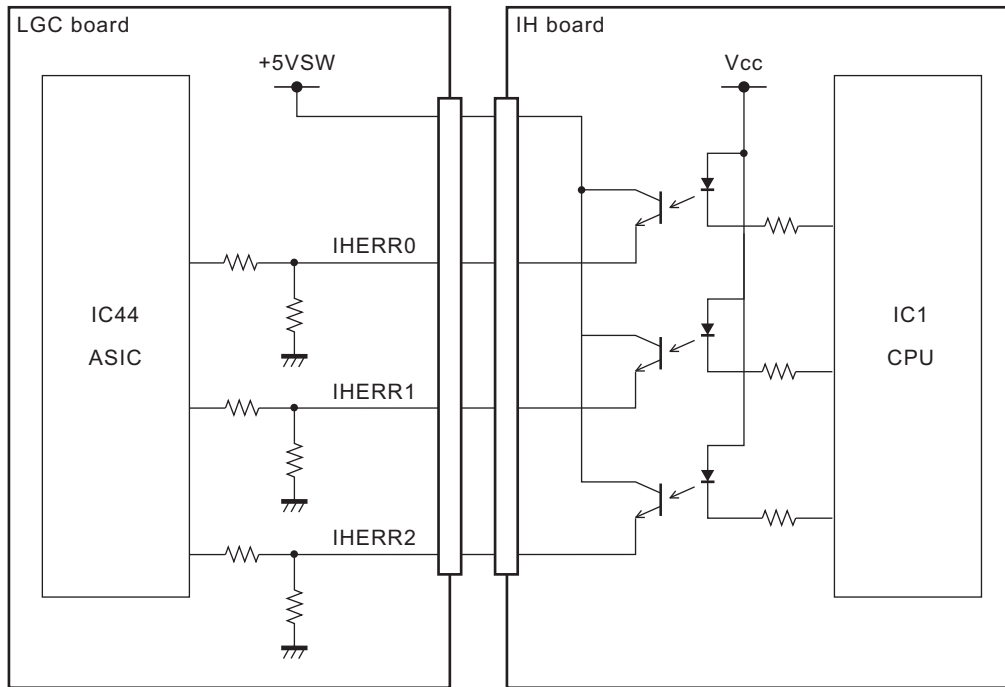 LGC board
IH board
+5VSW
Vcc
IHERR0
IC44
ASIC
IC1
CPU
IHERR1
IHERR2